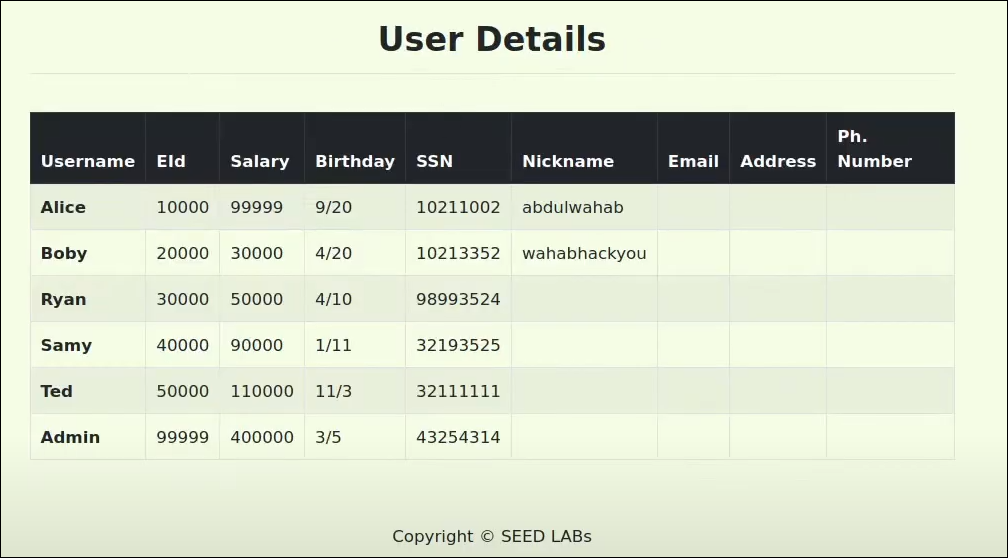 User Details
Ph.
Username EId Salary Birthday SSN Nickname Email Address Number
Alice 10000 99999 9/20 10211002 abdulwahab
Boby 20000 30000 4/20 10213352 wahabhackyou
Ryan 30000 50000 4/10 98993524
Samy 40000 90000 1/11 32193525
Ted 50000 110000 11/3 32111111
Admin 99999 400000 3/5 43254314
Copyright © SEED LABs